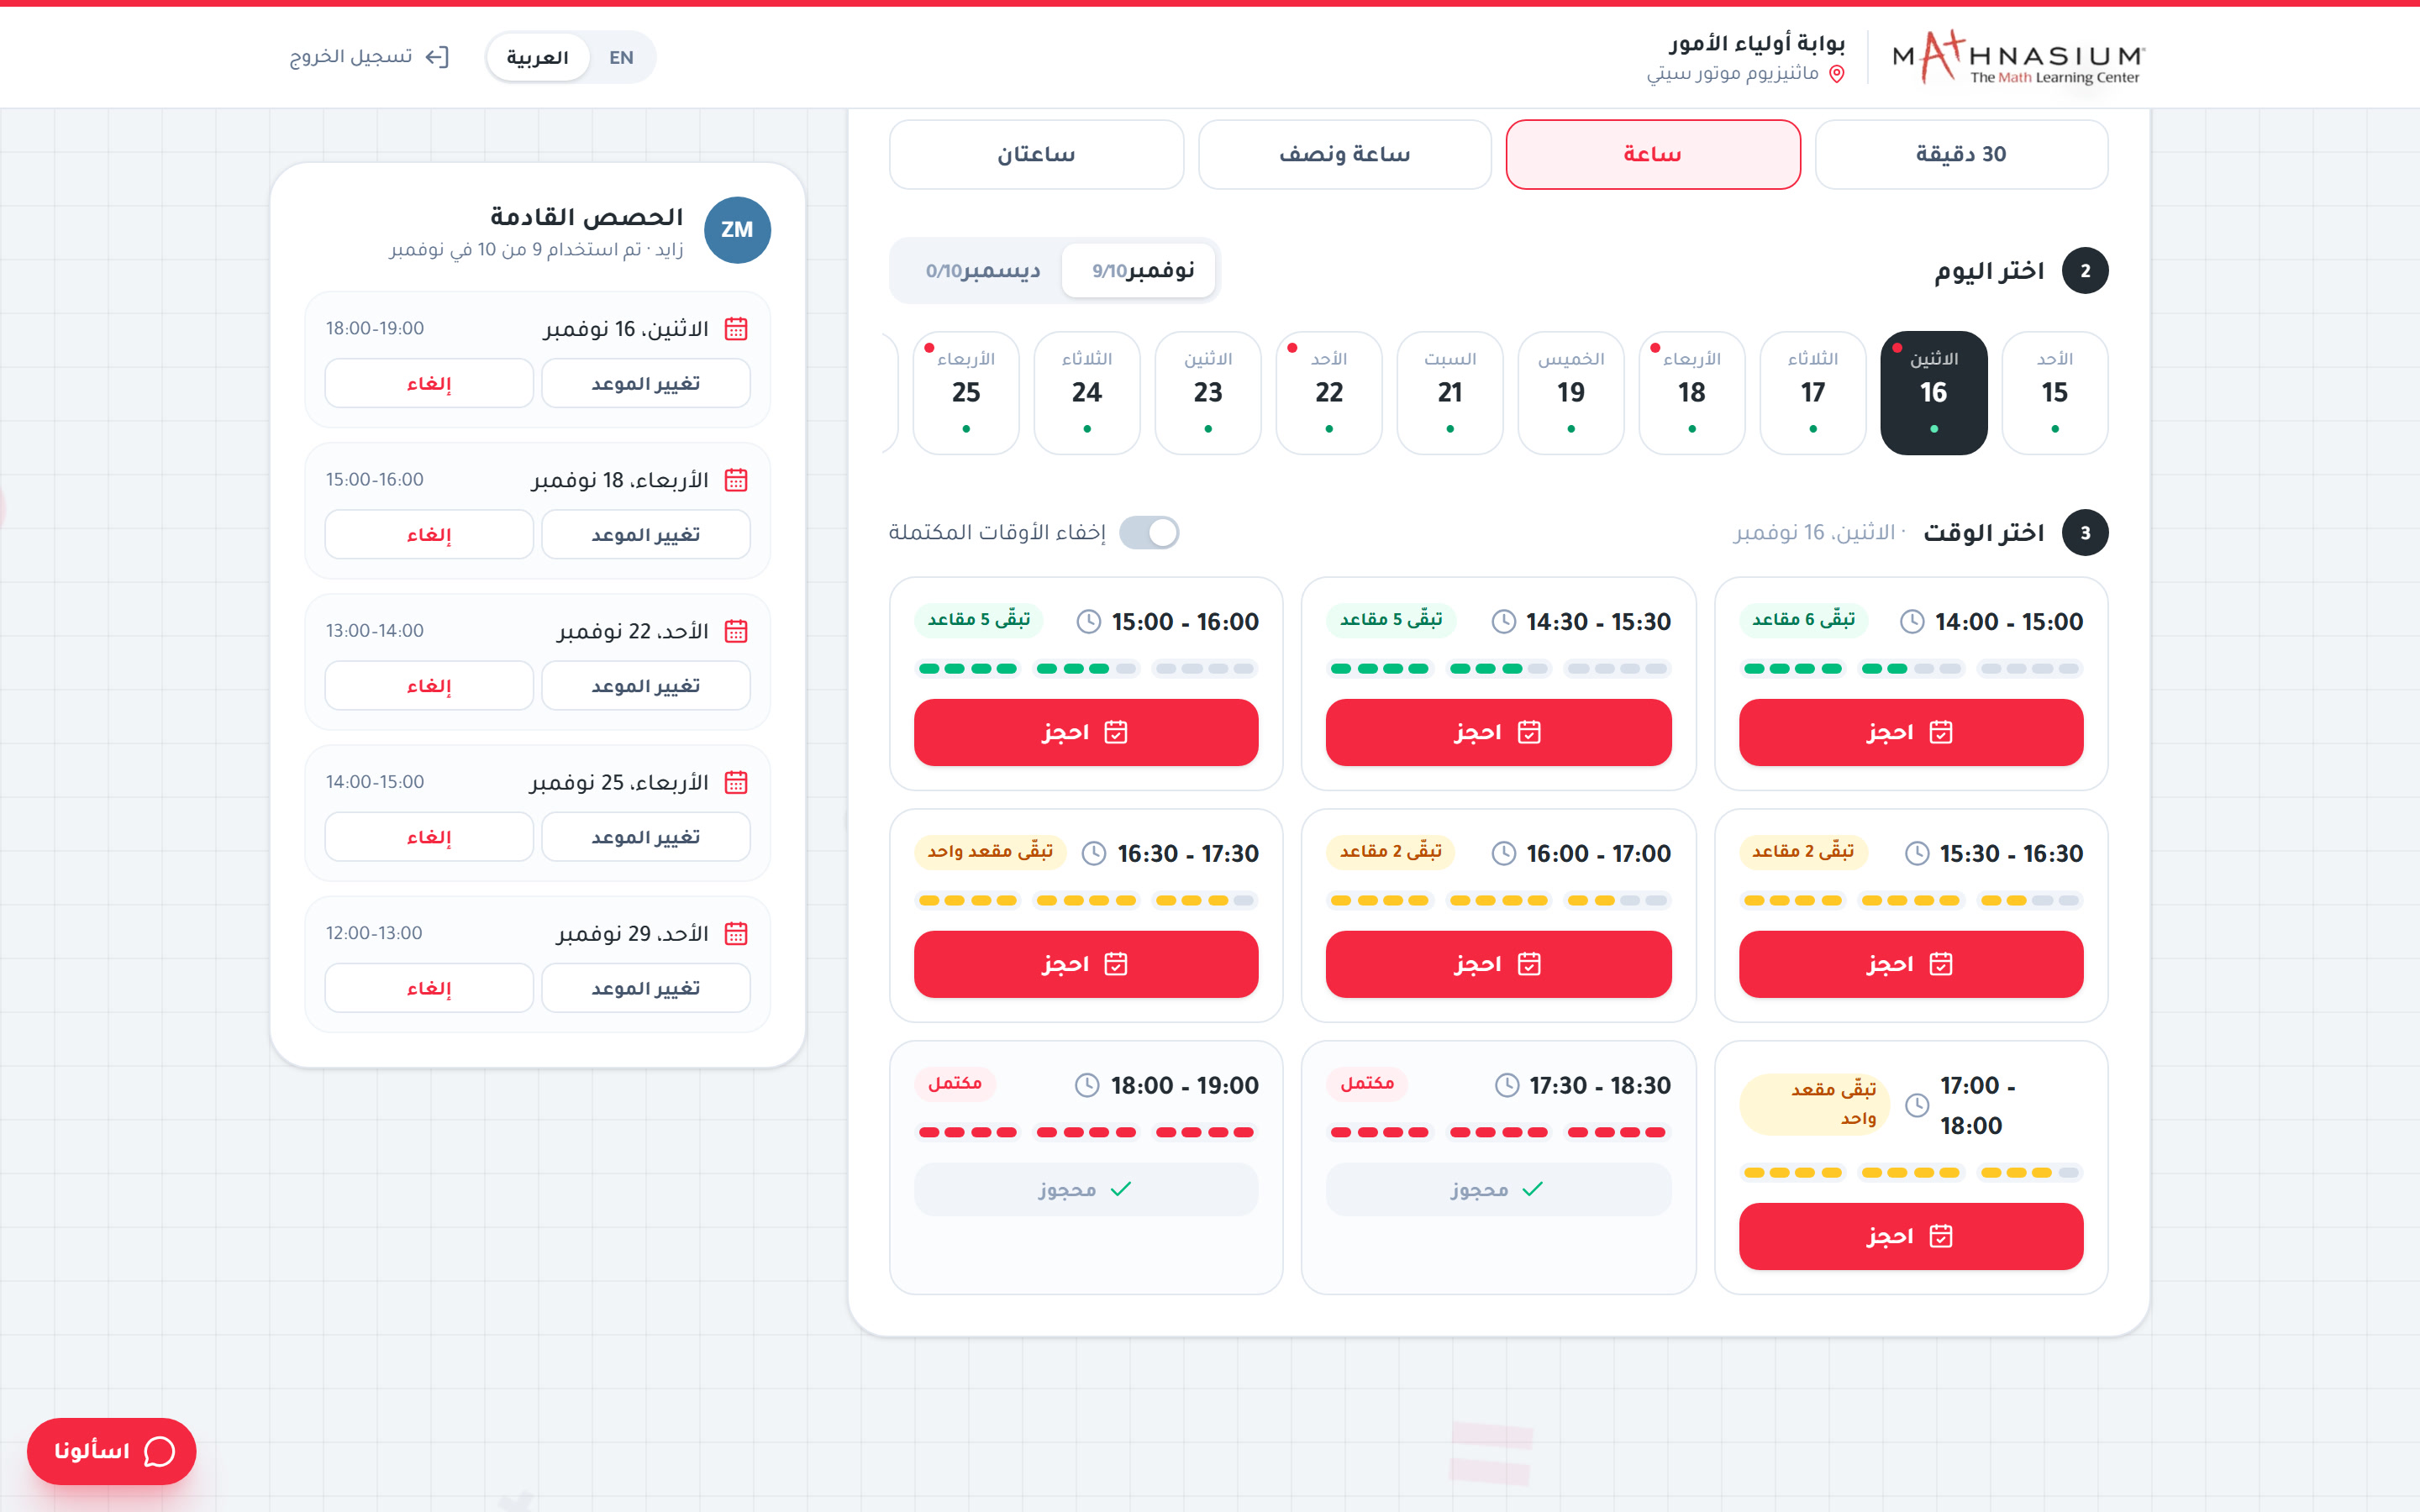 MATHNASIUM
The Math Learning Center
بوابة أولياء الأمور
ماثنيزيوم موتور سيتي
EN
العربية
تسجيل الخروج
30 دقيقة
ساعة
ساعة ونصف
ساعتان
2
اختر اليوم
نوفمبر 9/10
ديسمبر 0/10
الأحد
15
الاثنين
16
الثلاثاء
17
الأربعاء
18
الخميس
19
السبت
21
الأحد
22
الاثنين
23
الثلاثاء
24
الأربعاء
25
3
اختر الوقت · الاثنين، 16 نوفمبر
إخفاء الأوقات المكتملة
14:00 - 15:00
تبقّى 6 مقاعد
احجز
14:30 - 15:30
تبقّى 5 مقاعد
احجز
15:00 - 16:00
تبقّى 5 مقاعد
احجز
15:30 - 16:30
تبقّى 2 مقاعد
احجز
16:00 - 17:00
تبقّى 2 مقاعد
احجز
16:30 - 17:30
تبقّى مقعد واحد
احجز
17:00 -
18:00
تبقّى مقعد
واحد
احجز
17:30 - 18:30
مكتمل
محجوز
18:00 - 19:00
مكتمل
محجوز
ZM
الحصص القادمة
زايد · تم استخدام 9 من 10 في نوفمبر
الاثنين، 16 نوفمبر
18:00–19:00
تغيير الموعد
إلغاء
الأربعاء، 18 نوفمبر
15:00–16:00
تغيير الموعد
إلغاء
الأحد، 22 نوفمبر
13:00–14:00
تغيير الموعد
إلغاء
الأربعاء، 25 نوفمبر
14:00–15:00
تغيير الموعد
إلغاء
الأحد، 29 نوفمبر
12:00–13:00
تغيير الموعد
إلغاء
اسألونا